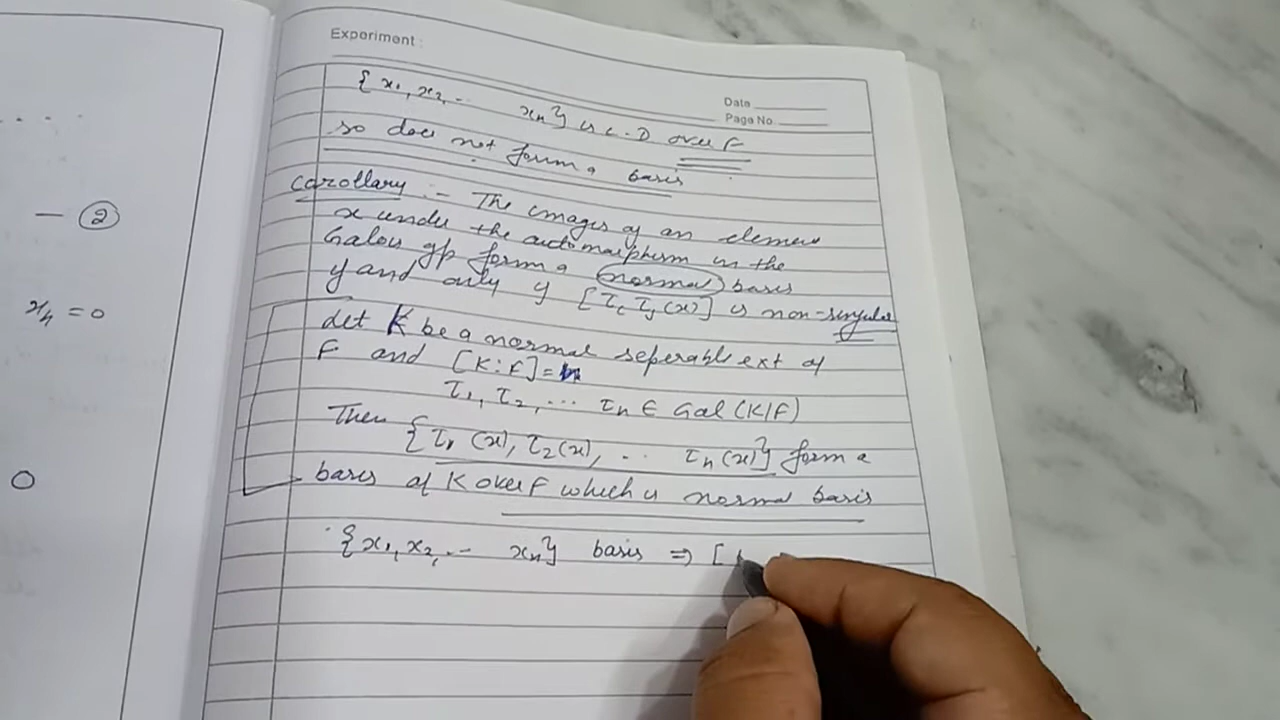 — ②
x/4 = 0
0
Experiment :
Date
Page No.
{ x1, x2, -- xn} is L.D over F
so does not form a basis
Corollary :- The images of an element
x under the automorphism in the
Galois gp form a normal basis
if and only if [τi τj (x)] is non-singular
Let K be a normal seperable ext of
F and [K:F]=n
τ1, τ2, ... τn ∈ Gal (K/F)
Then { τ1 (x), τ2(x), .. τn (x)} form a
basis of K over F which is normal basis
{x1, x2, -- xn} basis ⇒ [